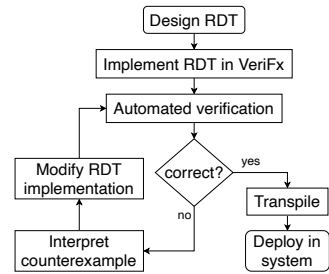 Design RDT
Implement RDT in VeriFx
Automated verification
correct?
yes
no
Modify RDT
implementation
Transpile
Interpret
counterexample
Deploy in
system